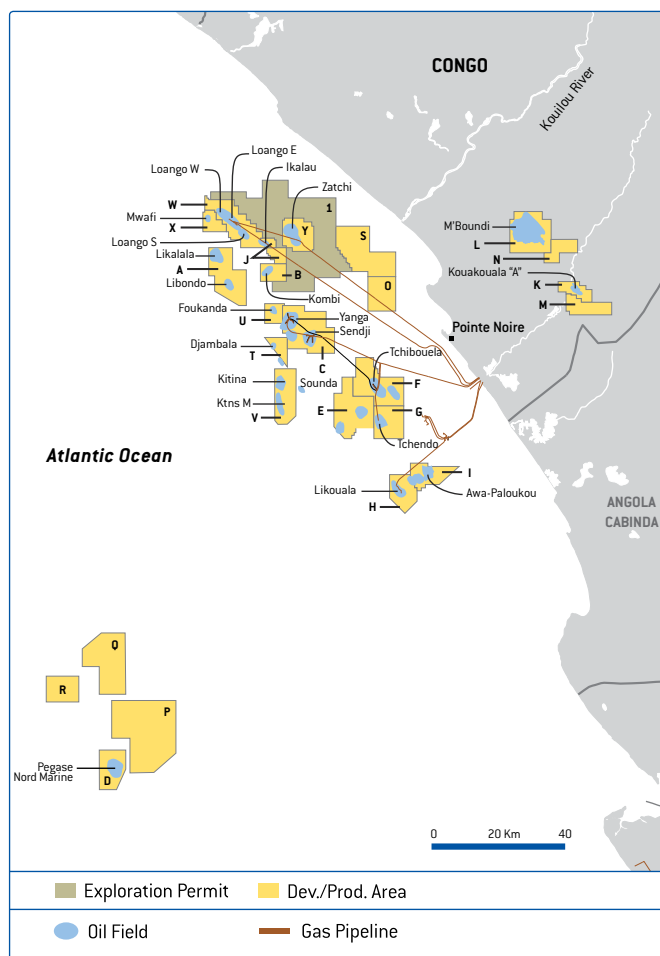 CONGO
Kouilou River
Loango E
Loango W
Ikalau
Zatchi
W
1
Mwafi
X
Y
S
M'Boundi
L
Loango S
J
N
Likalala
A
B
O
Kouakouala "A"
Libondo
K
M
Kombi
Foukanda
U
Yanga
Sendji
Pointe Noire
Djambala
T
C
Tchibouela
Kitina
Sounda
F
Ktns M
E
G
V
Tchendo
Atlantic Ocean
I
Likouala
Awa-Paloukou
H
ANGOLA
CABINDA
Q
R
P
Pegase
Nord Marine
D
0 20 Km 40
Exploration Permit Dev./Prod. Area
Oil Field Gas Pipeline